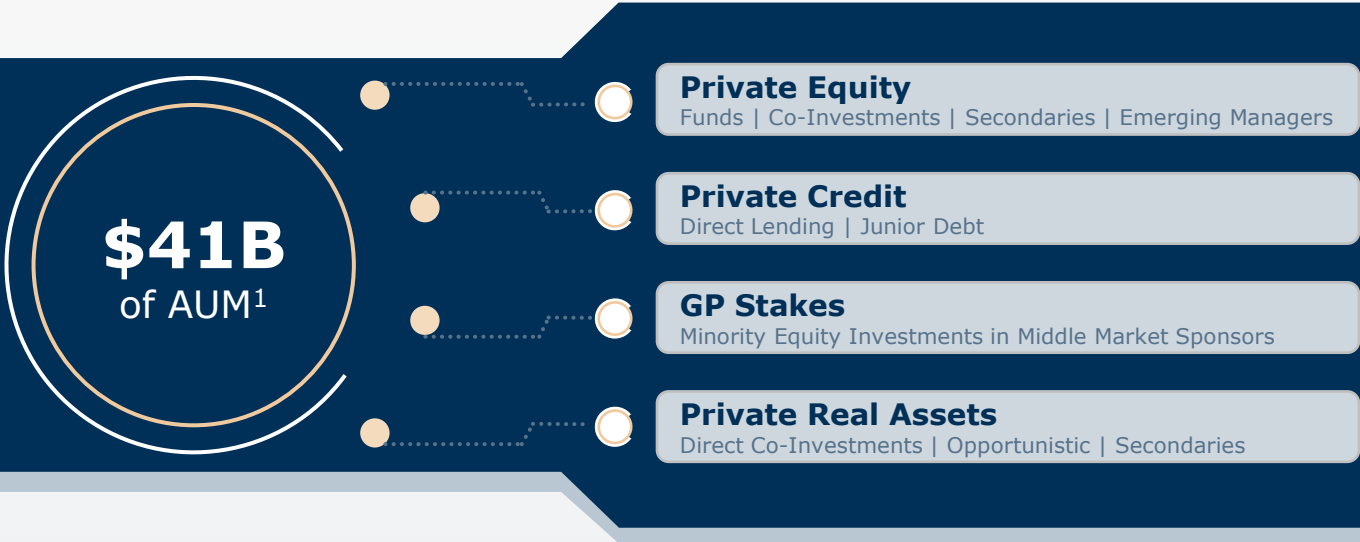 $41B
of AUM¹
Private Equity
Funds | Co-Investments | Secondaries | Emerging Managers
Private Credit
Direct Lending | Junior Debt
GP Stakes
Minority Equity Investments in Middle Market Sponsors
Private Real Assets
Direct Co-Investments | Opportunistic | Secondaries